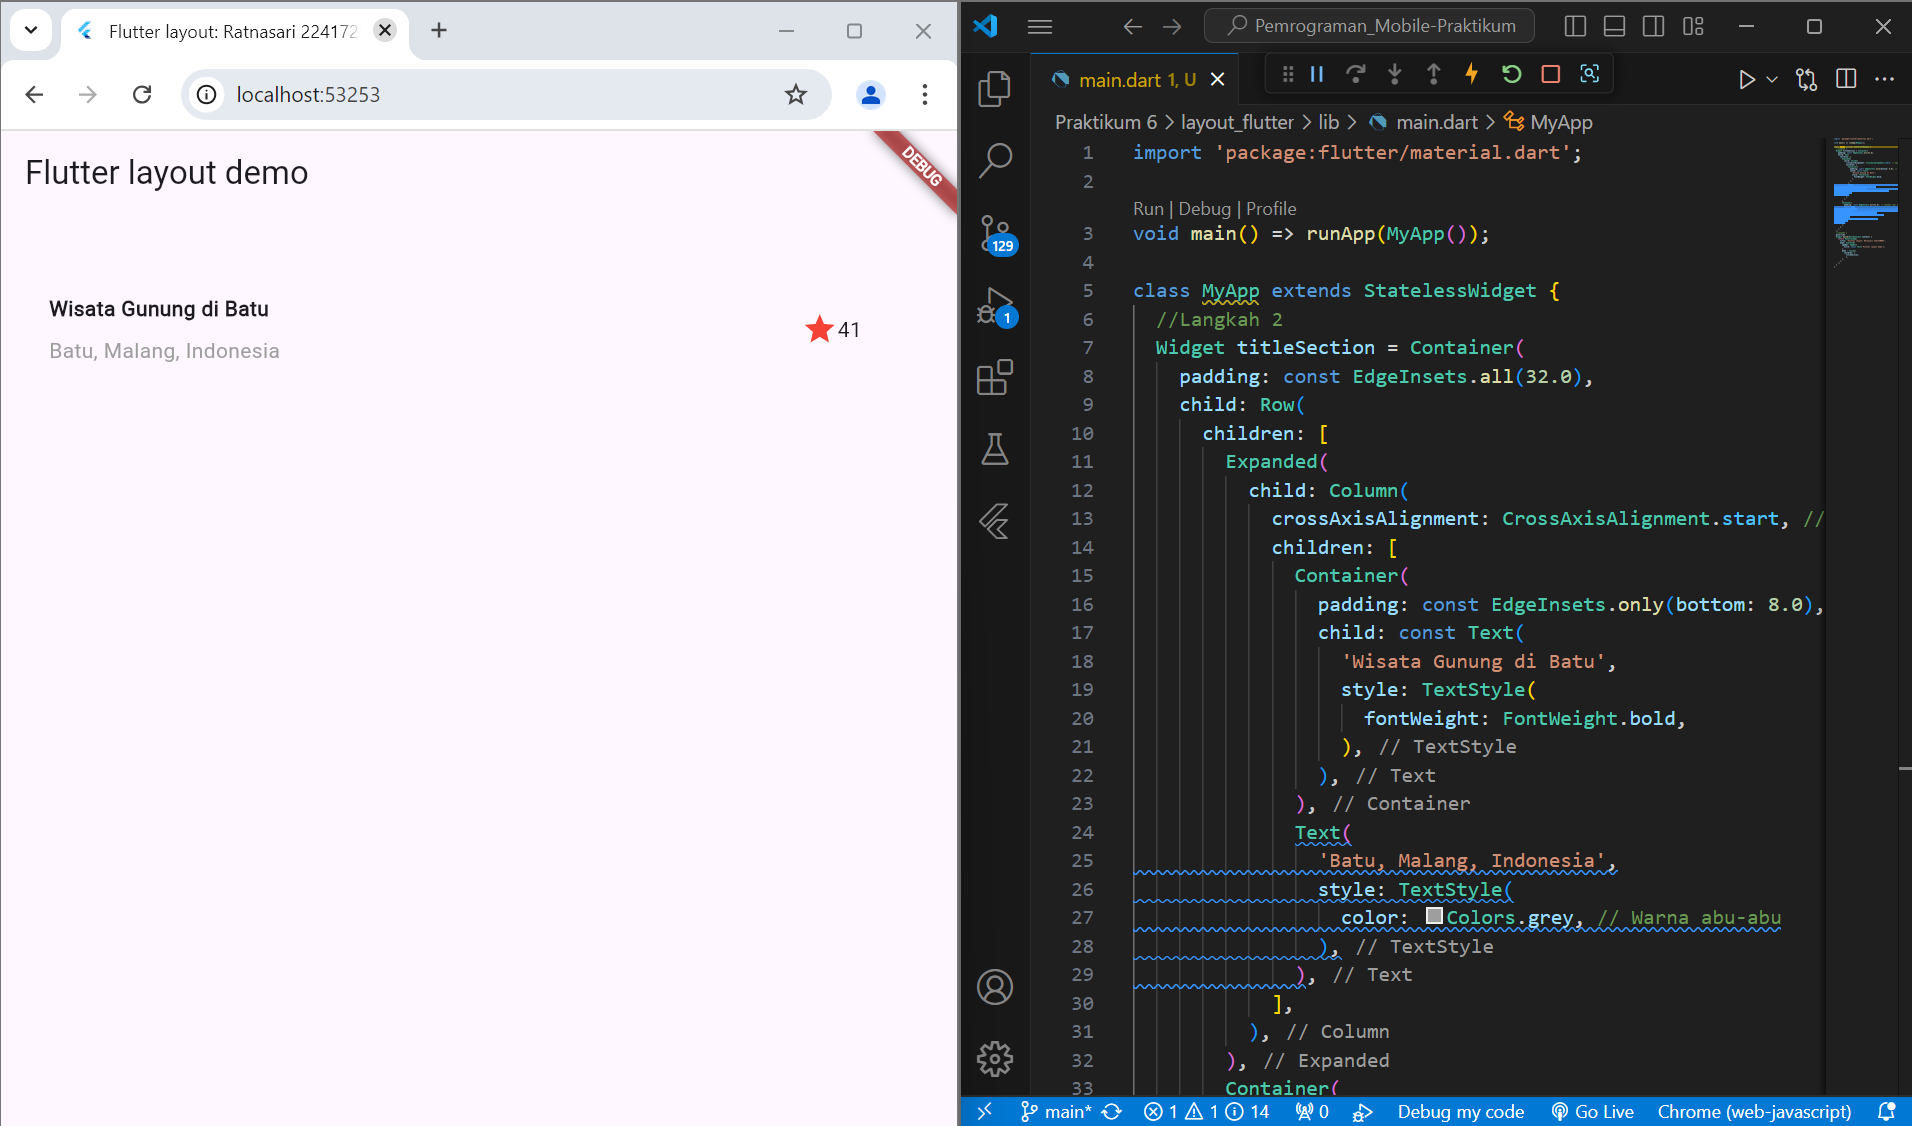 Flutter layout: Ratnasari 224172
localhost:53253
Flutter layout demo
DEBUG
Wisata Gunung di Batu
Batu, Malang, Indonesia
41
Pemrograman_Mobile-Praktikum
main.dart 1, U
Praktikum 6 > layout_flutter > lib > main.dart > MyApp
129
1
1 import 'package:flutter/material.dart';
2
Run | Debug | Profile
3 void main() => runApp(MyApp());
4
5 class MyApp extends StatelessWidget {
6 //Langkah 2
7 Widget titleSection = Container(
8 padding: const EdgeInsets.all(32.0),
9 child: Row(
10 children: [
11 Expanded(
12 child: Column(
13 crossAxisAlignment: CrossAxisAlignment.start, //
14 children: [
15 Container(
16 padding: const EdgeInsets.only(bottom: 8.0),
17 child: const Text(
18 'Wisata Gunung di Batu',
19 style: TextStyle(
20 fontWeight: FontWeight.bold,
21 ), // TextStyle
22 ), // Text
23 ), // Container
24 Text(
25 'Batu, Malang, Indonesia',
26 style: TextStyle(
27 color: Colors.grey, // Warna abu-abu
28 ), // TextStyle
29 ), // Text
30 ],
31 ), // Column
32 ), // Expanded
33 Container(
main* 1 1 14 0 Debug my code Go Live Chrome (web-javascript)